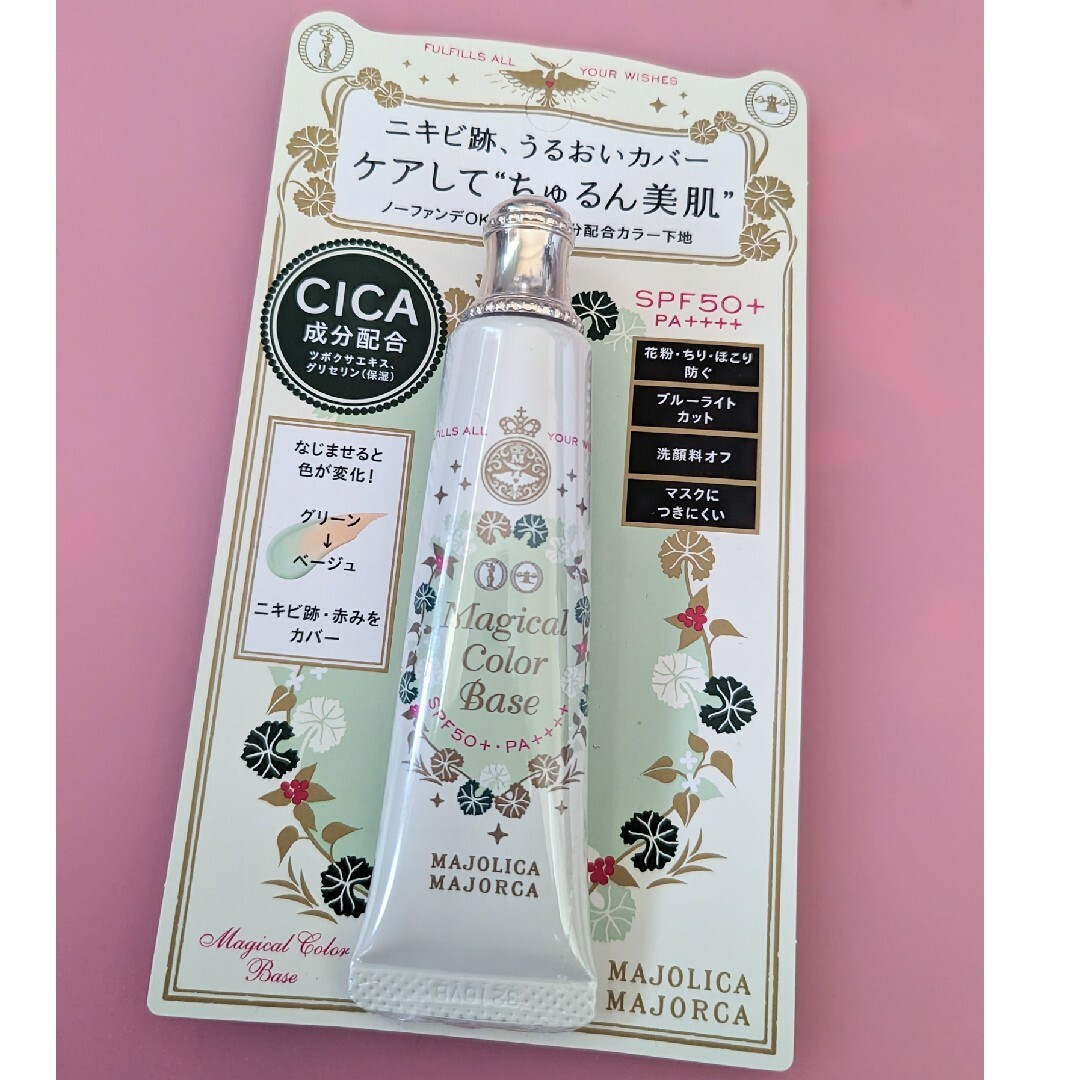 FULFILLS ALL YOUR WISHES
ニキビ跡、うるおいカバー
ケアして“ちゅるん美肌”
ノーファンデOK 分配合カラー下地
CICA
成分配合
ツボクサエキス、
グリセリン(保湿)
SPF50+
PA++++
花粉・ちり・ほこり
防ぐ
ブルーライト
カット
洗顔料オフ
マスクに
つきにくい
なじませると
色が変化!
グリーン
↓
ベージュ
ニキビ跡・赤みを
カバー
ALL YOUR
Magical
Color
Base
SPF50+・PA++++
MAJOLICA
MAJORCA
Magical Color
Base
MAJOLICA
MAJORCA